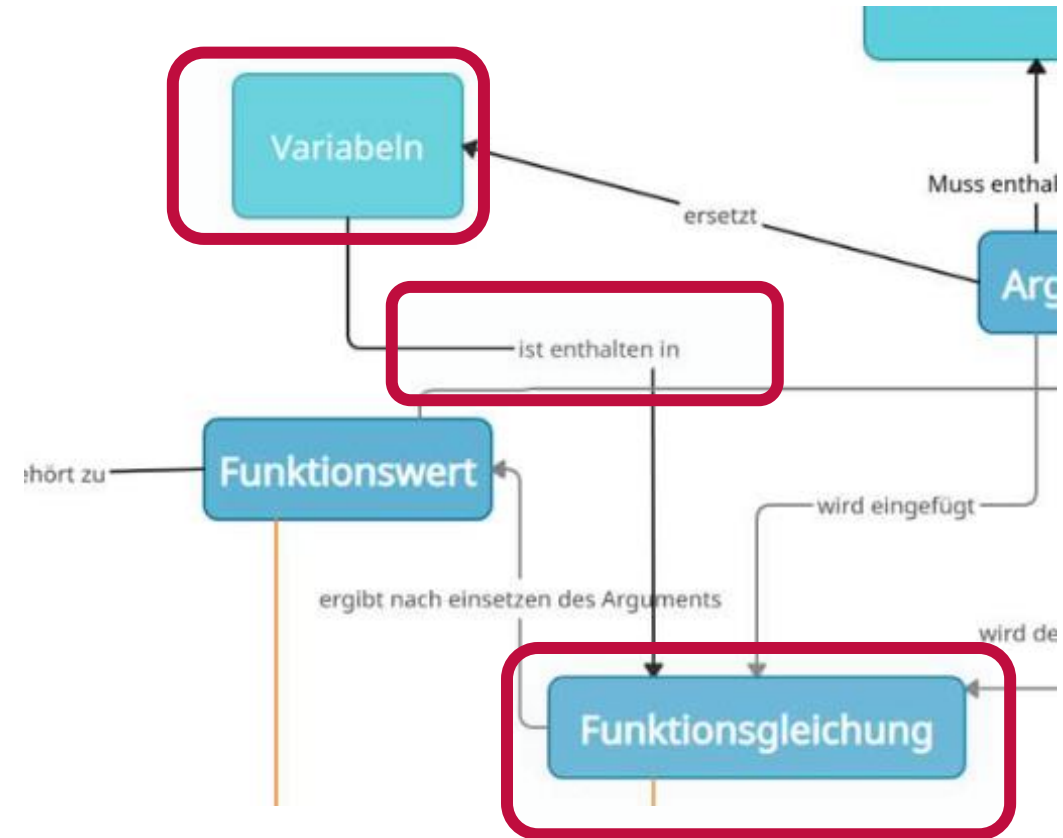 Variabeln
ersetzt
Muss enthal
Arg
ist enthalten in
Funktionswert
hört zu
wird eingefügt
ergibt nach einsetzen des Arguments
wird de
Funktionsgleichung